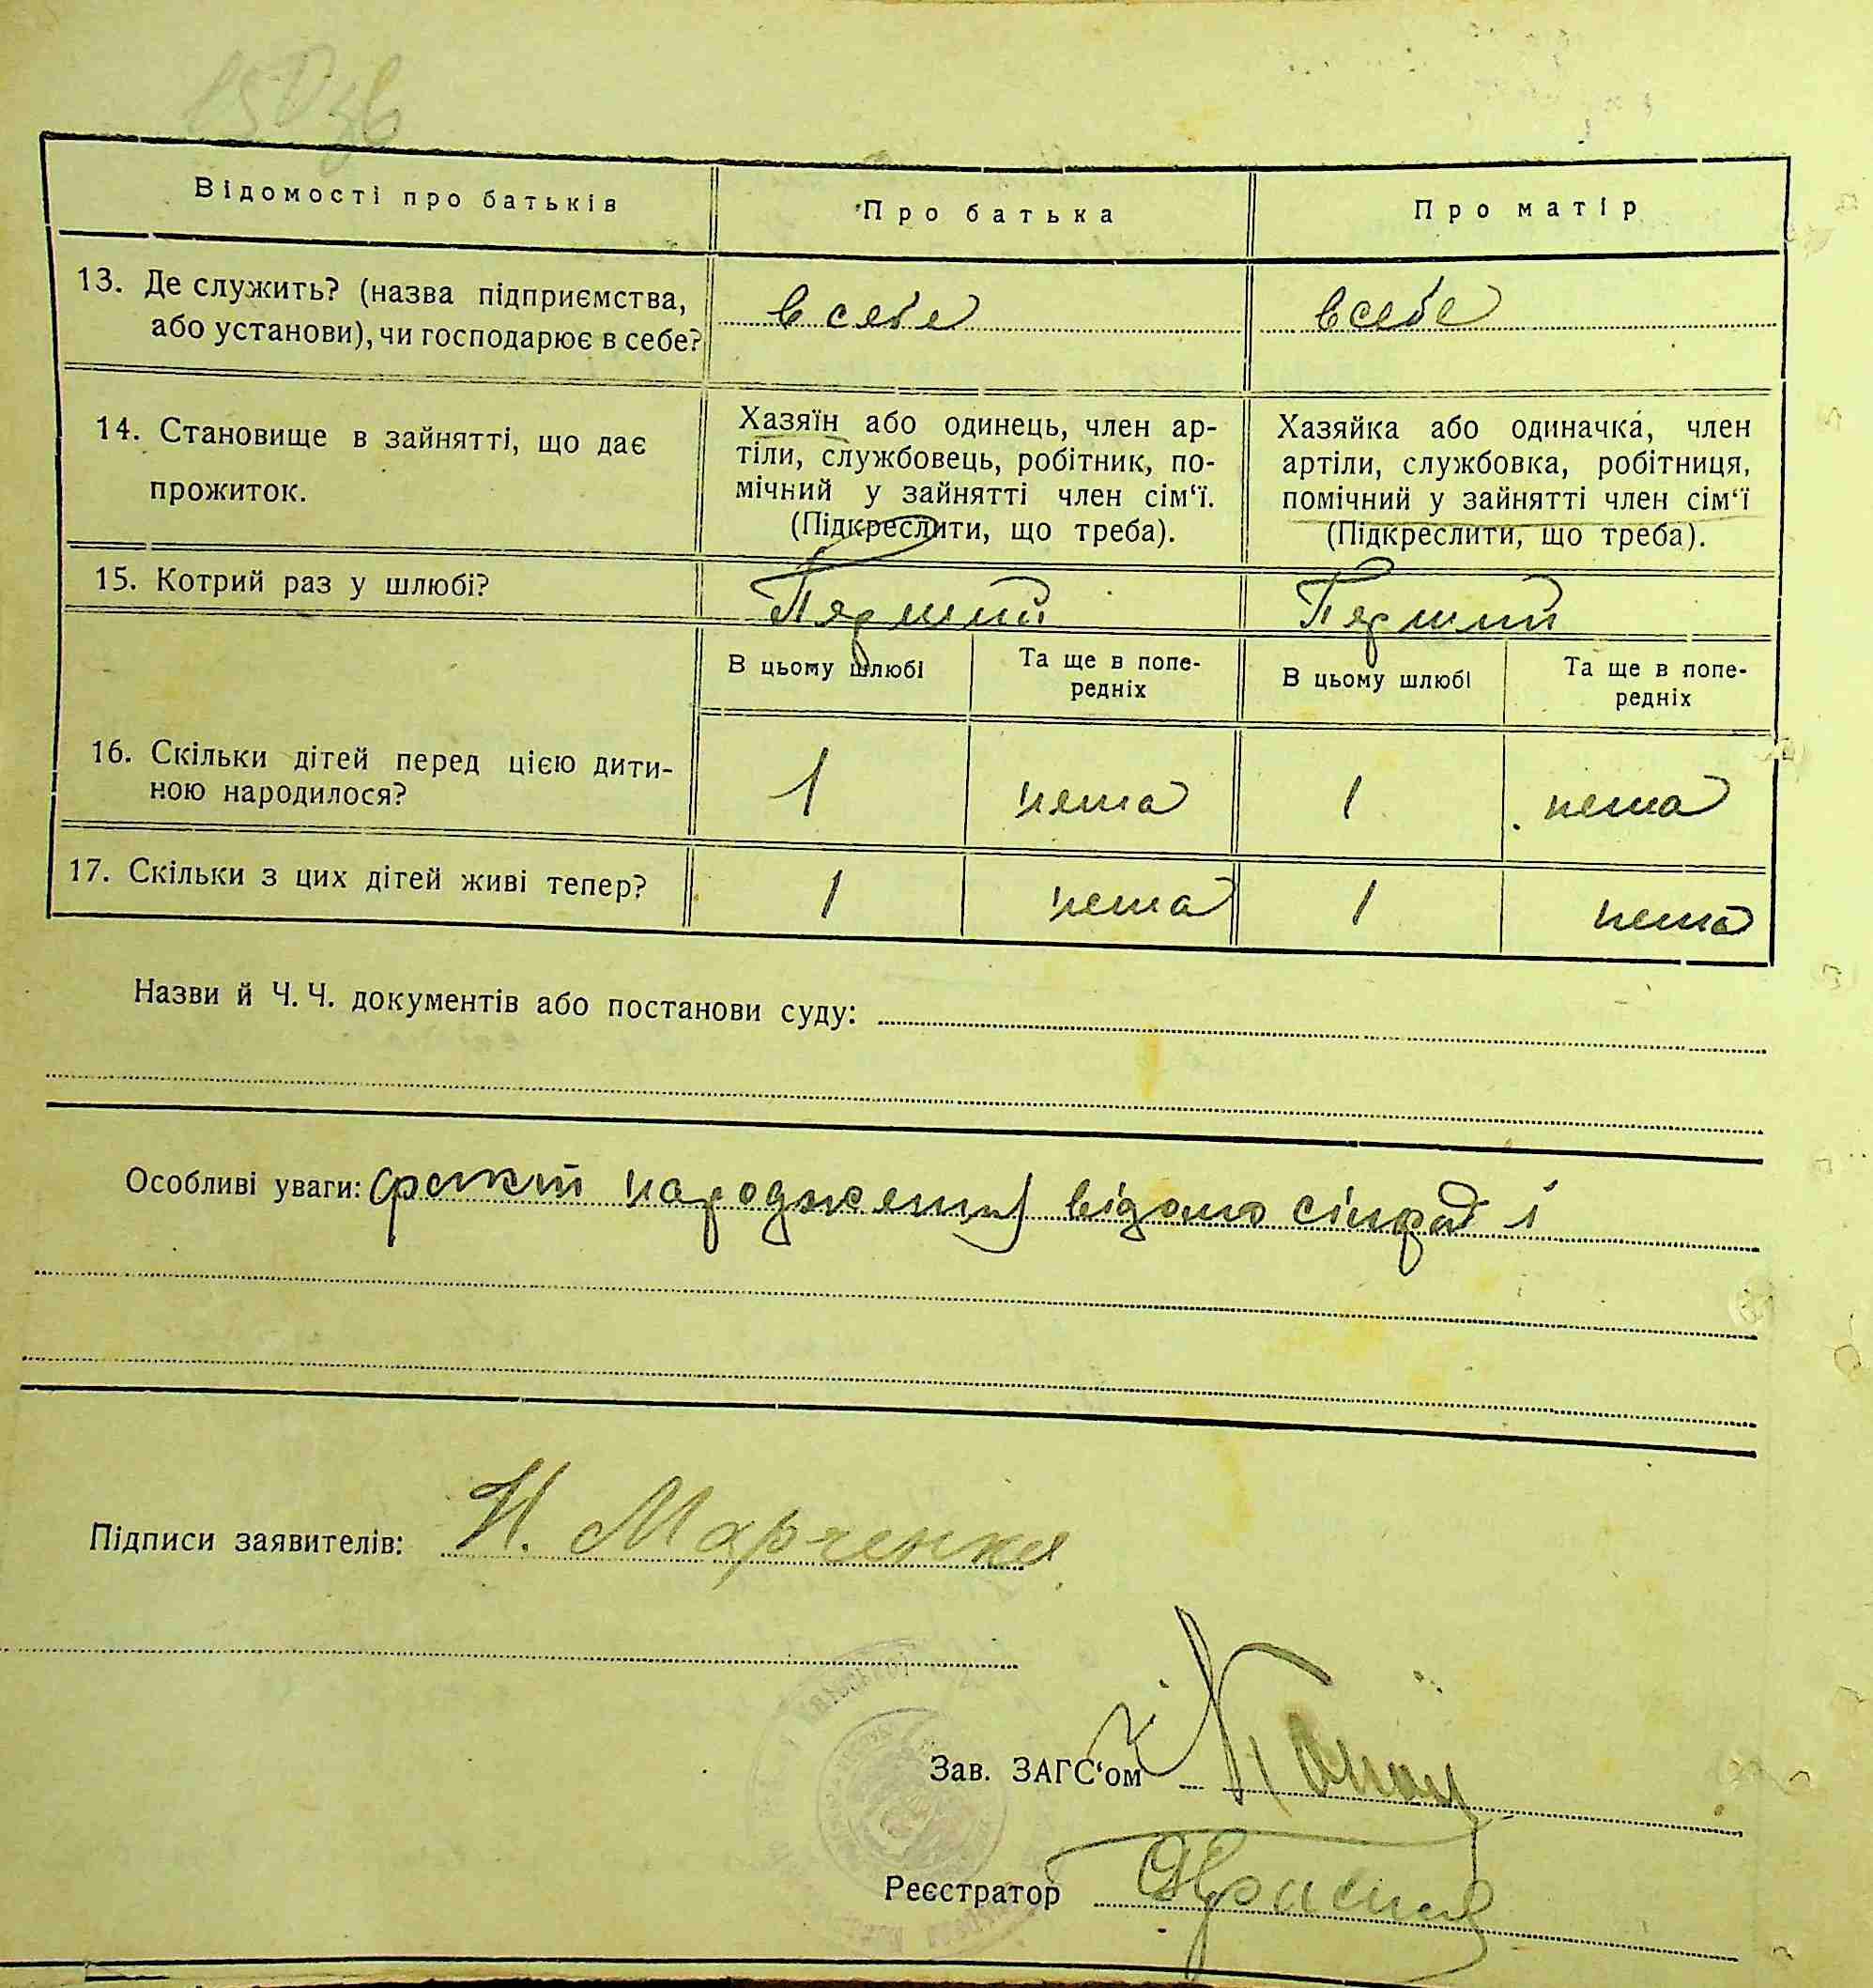 150 зв
Відомості про батьків
Про батька
Про матір
13. Де служить? (назва підприємства,
або установи), чи господарює в себе?
в себе
в себе
14. Становище в зайнятті, що дає
прожиток.
Хазяїн або одинець, член ар-
тіли, службовець, робітник, по-
мічний у зайнятті член сім‘ї.
(Підкреслити, що треба).
Хазяйка або одиначка, член
артіли, службовка, робітниця,
помічний у зайнятті член сім‘ї
(Підкреслити, що треба).
15. Котрий раз у шлюбі?
Перший
Перший
В цьому шлюбі
Та ще в попе-
редніх
В цьому шлюбі
Та ще в попе-
редніх
16. Скільки дітей перед цією дити-
ною народилося?
1
нема
1
нема
17. Скільки з цих дітей живі тепер?
1
нема
1
нема
Назви й Ч. Ч. документів або постанови суду:
Особливі уваги: факт народження відомо сільраді
Підписи заявителів: И. Марченко
Зав. ЗАГС‘ом
Реєстратор